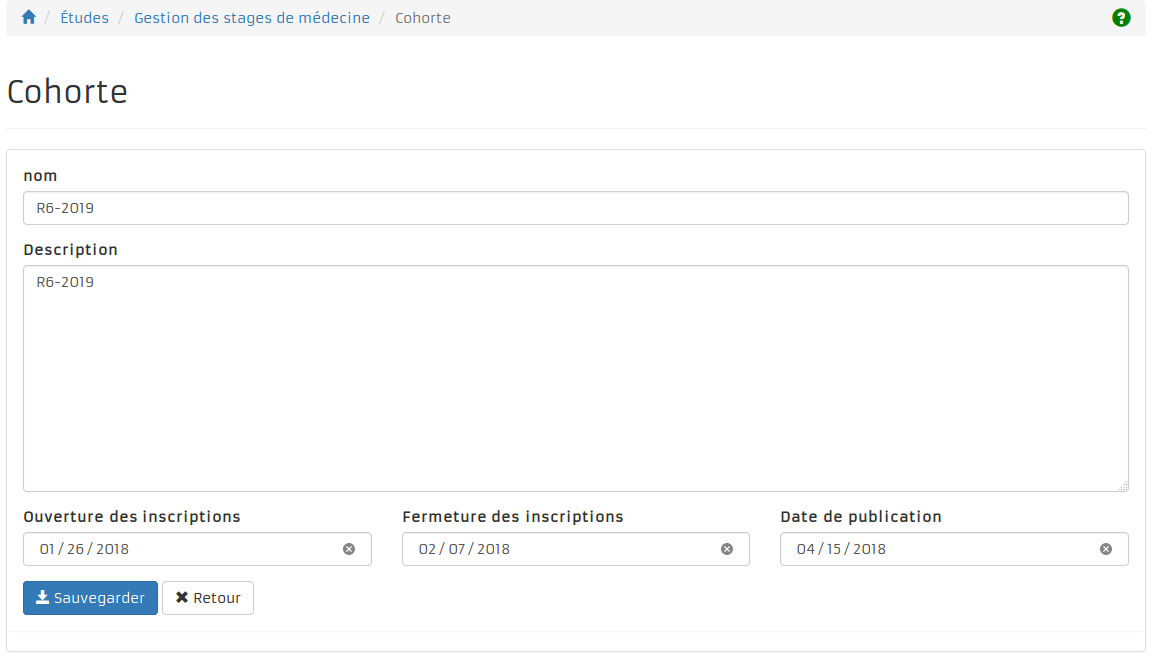 / Études / Gestion des stages de médecine / Cohorte
Cohorte
nom
R6-2019
Description
R6-2019
Ouverture des inscriptions Fermeture des inscriptions Date de publication
01 / 26 / 2018 02 / 07 / 2018 04 / 15 / 2018
Sauvegarder Retour